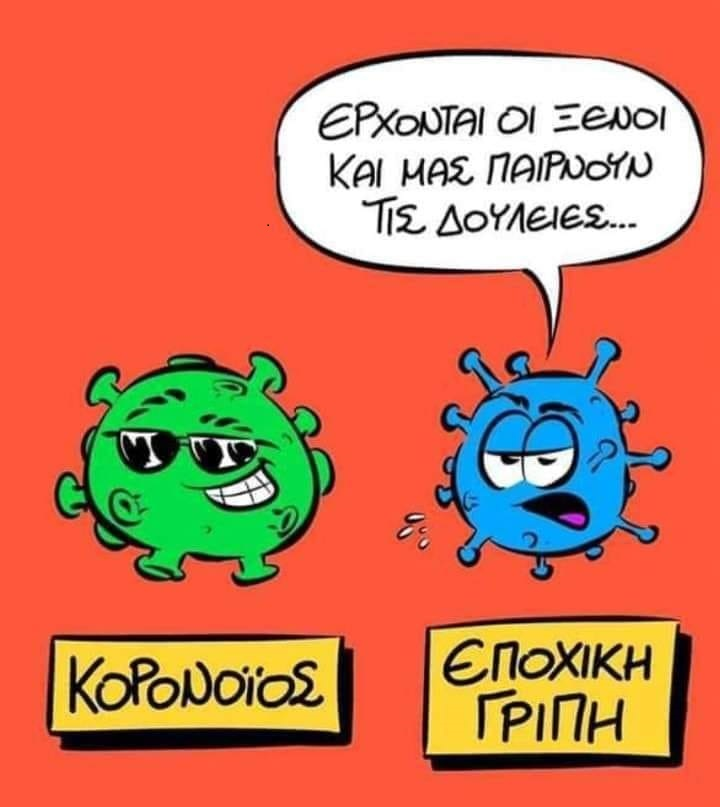 ΕΡΧΟΝΤΑΙ ΟΙ ΞΕΝΟΙ
ΚΑΙ ΜΑΣ ΠΑΙΡΝΟΥΝ
ΤΙΣ ΔΟΥΛΕΙΕΣ...
ΚΟΡΟΝΟΪΟΣ
ΕΠΟΧΙΚΗ
ΓΡΙΠΗ